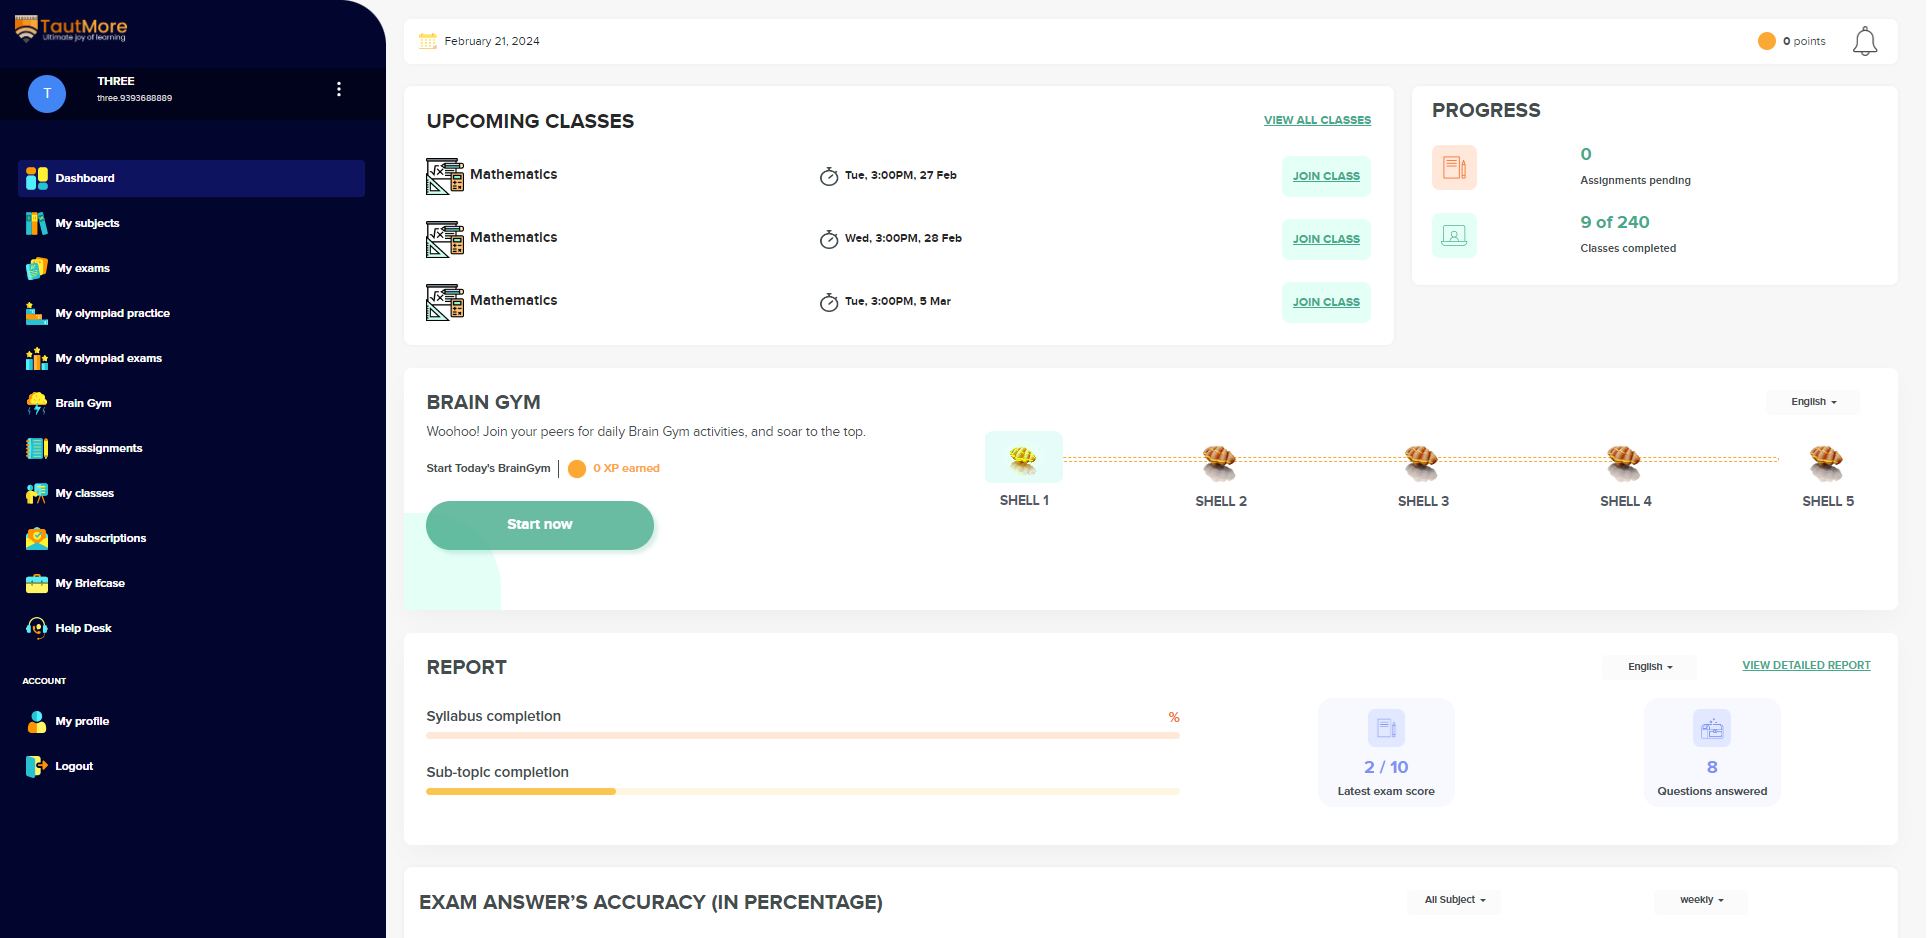 TautMore
Ultimate joy of learning
T
THREE
three.9393688889
Dashboard
My subjects
My exams
My olympiad practice
My olympiad exams
Brain Gym
My assignments
My classes
My subscriptions
My Briefcase
Help Desk
ACCOUNT
My profile
Logout
February 21, 2024
0 points
UPCOMING CLASSES
VIEW ALL CLASSES
Mathematics
Tue, 3:00PM, 27 Feb
JOIN CLASS
Mathematics
Wed, 3:00PM, 28 Feb
JOIN CLASS
Mathematics
Tue, 3:00PM, 5 Mar
JOIN CLASS
PROGRESS
0
Assignments pending
9 of 240
Classes completed
BRAIN GYM
English
Woohoo! Join your peers for daily Brain Gym activities, and soar to the top.
Start Today's BrainGym
0 XP earned
Start now
SHELL 1
SHELL 2
SHELL 3
SHELL 4
SHELL 5
REPORT
English
VIEW DETAILED REPORT
Syllabus completion
%
Sub-topic completion
2 / 10
Latest exam score
8
Questions answered
EXAM ANSWER’S ACCURACY (IN PERCENTAGE)
All Subject
weekly